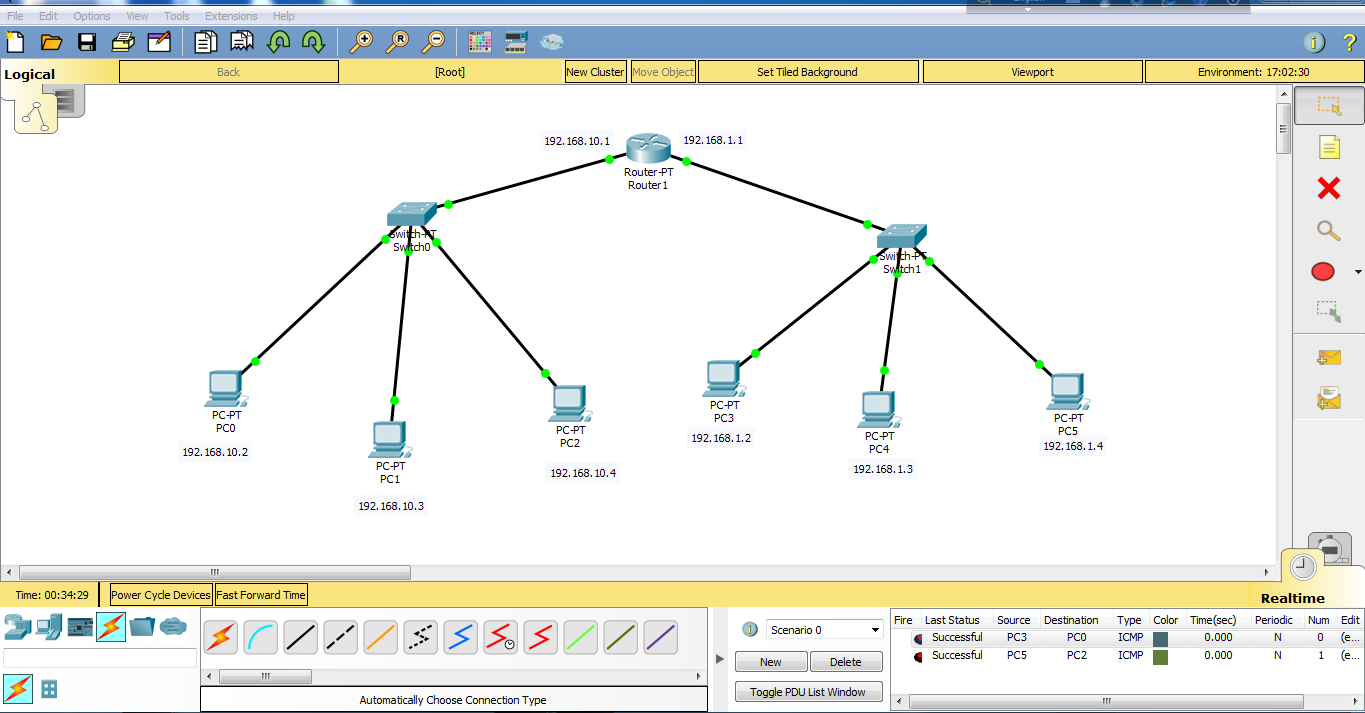 English
File Edit Options View Tools Extensions Help
Logical
Back
[Root]
New Cluster
Move Object
Set Tiled Background
Viewport
Environment: 17:02:30
192.168.10.1
192.168.1.1
Router-PT
Router1
Switch-PT
Switch0
Switch-PT
Switch1
PC-PT
PC0
192.168.10.2
PC-PT
PC1
192.168.10.3
PC-PT
PC2
192.168.10.4
PC-PT
PC3
192.168.1.2
PC-PT
PC4
192.168.1.3
PC-PT
PC5
192.168.1.4
Time: 00:34:29
Power Cycle Devices
Fast Forward Time
Realtime
Automatically Choose Connection Type
Scenario 0
New
Delete
Toggle PDU List Window
Fire Last Status Source Destination Type Color Time(sec) Periodic Num Edit
Successful PC3 PC0 ICMP 0.000 N 0 (e...
Successful PC5 PC2 ICMP 0.000 N 1 (e...